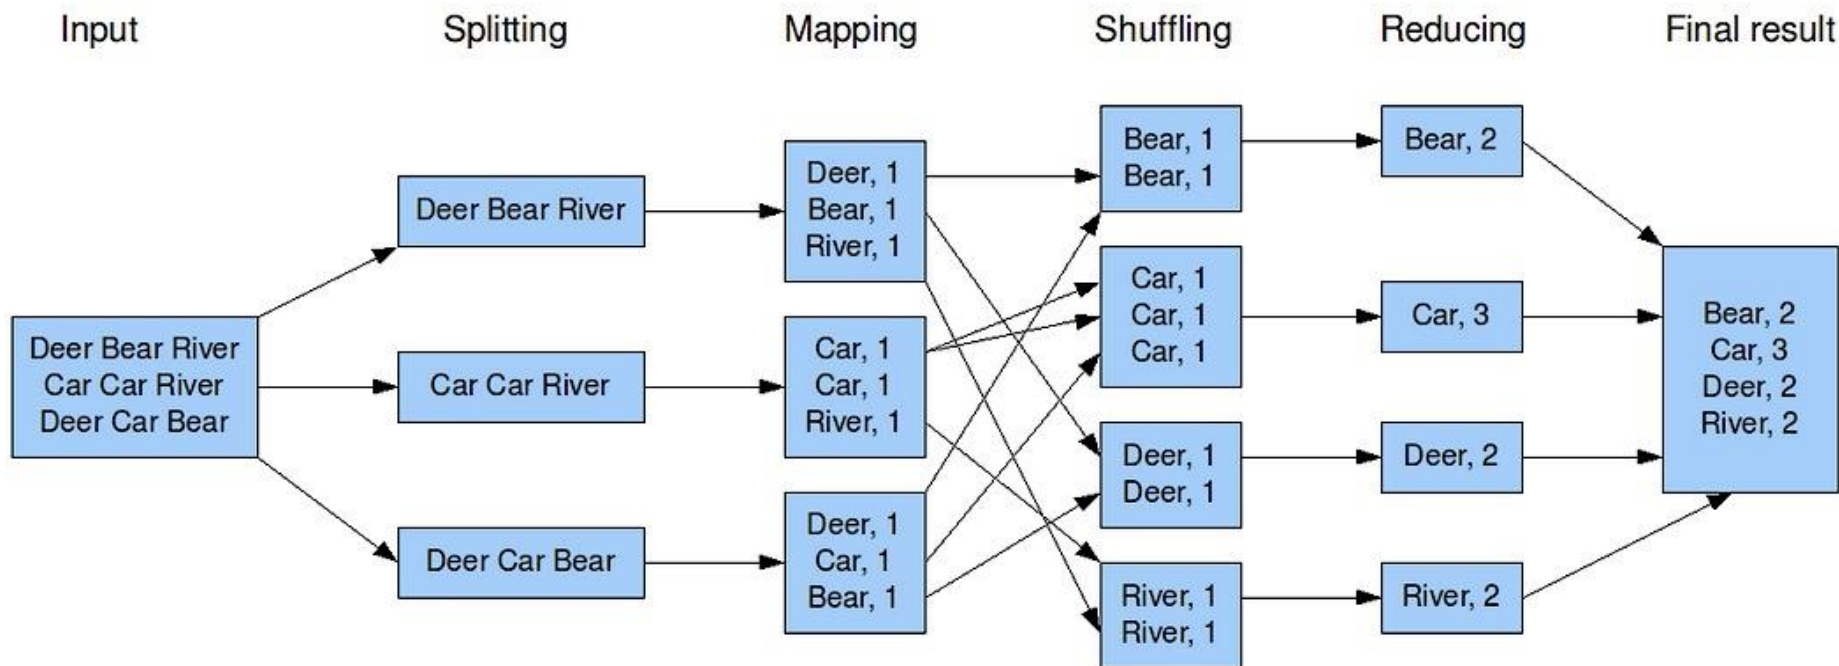 Input
Splitting
Mapping
Shuffling
Reducing
Final result
Deer Bear River
Car Car River
Deer Car Bear
Deer Bear River
Car Car River
Deer Car Bear
Deer, 1
Bear, 1
River, 1
Car, 1
Car, 1
River, 1
Deer, 1
Car, 1
Bear, 1
Bear, 1
Bear, 1
Car, 1
Car, 1
Car, 1
Deer, 1
Deer, 1
River, 1
River, 1
Bear, 2
Car, 3
Deer, 2
River, 2
Bear, 2
Car, 3
Deer, 2
River, 2